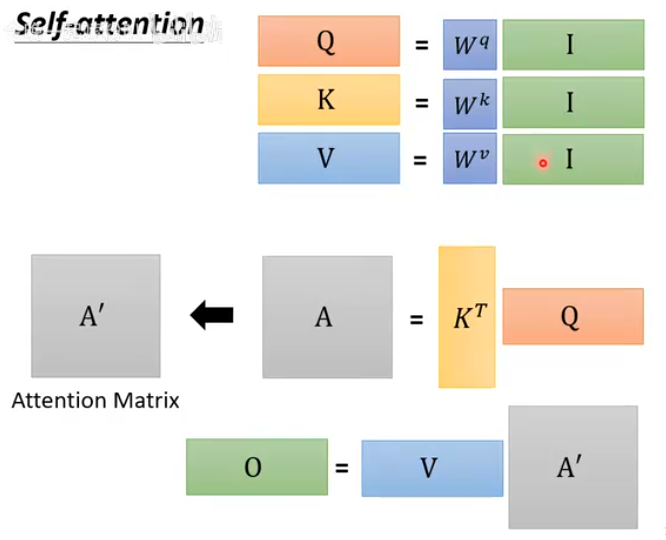 Self-attention
Q = W^q I
K = W^k I
V = W^v I
A′ A = K^T Q
Attention Matrix
O = V A′